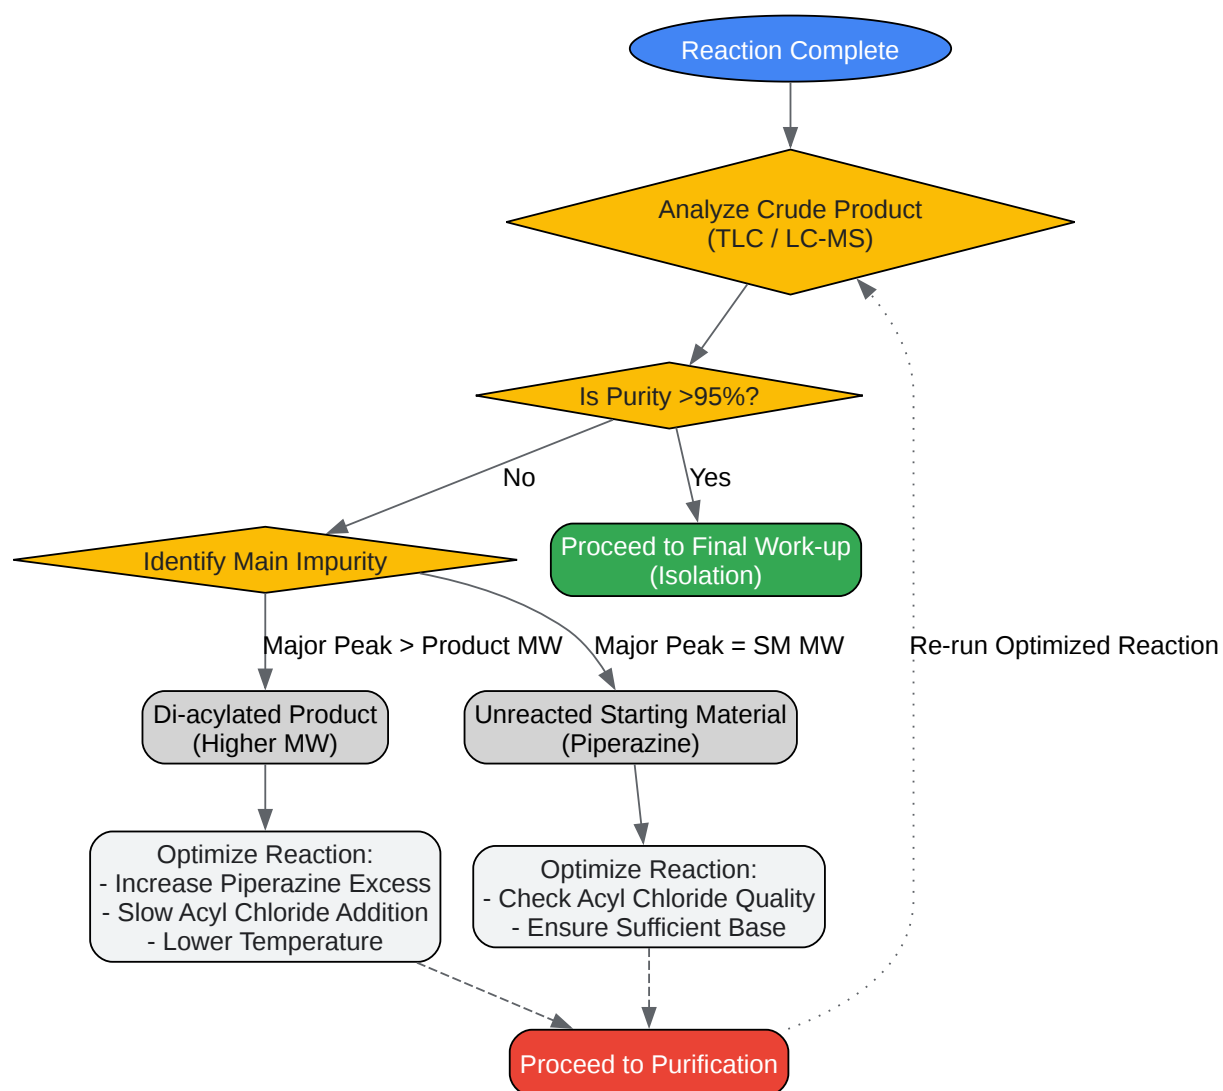 Reaction Complete
Analyze Crude Product
(TLC / LC-MS)
Is Purity >95%?
No
Yes
Identify Main Impurity
Proceed to Final Work-up
(Isolation)
Major Peak > Product MW
Major Peak = SM MW
Re-run Optimized Reaction
Di-acylated Product
(Higher MW)
Unreacted Starting Material
(Piperazine)
Optimize Reaction:
- Increase Piperazine Excess
- Slow Acyl Chloride Addition
- Lower Temperature
Optimize Reaction:
- Check Acyl Chloride Quality
- Ensure Sufficient Base
Proceed to Purification